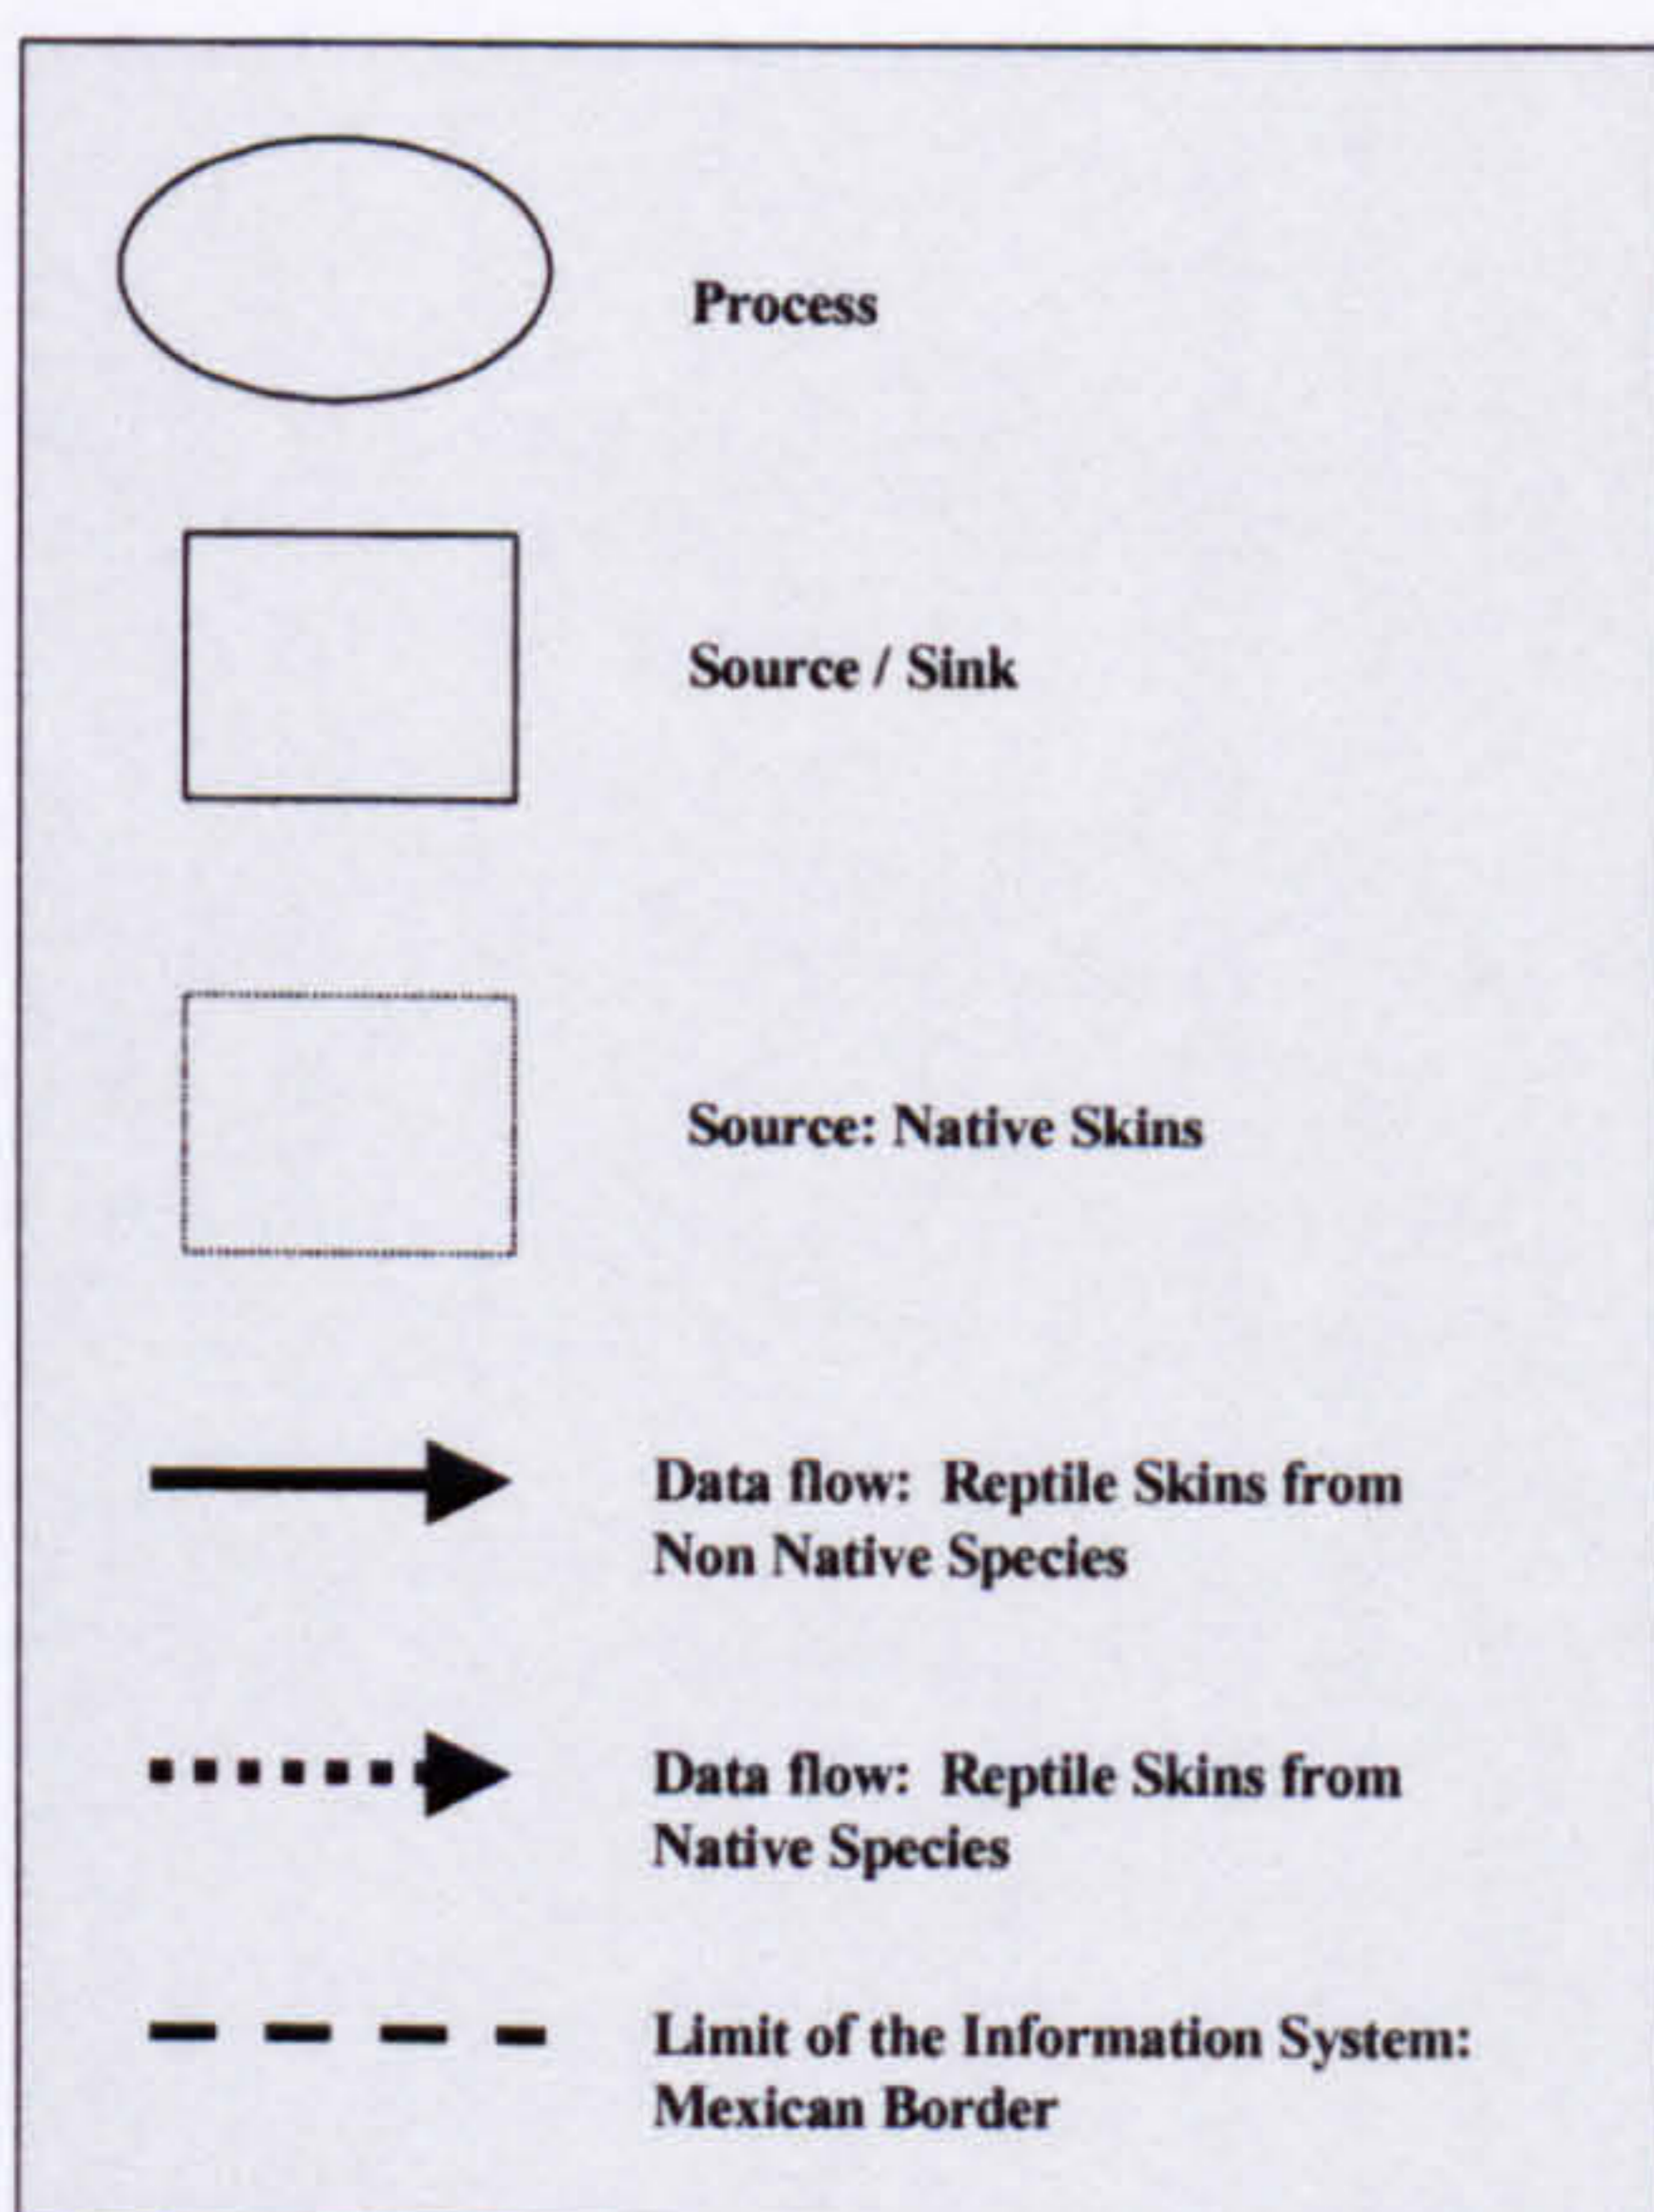 Process
Source / Sink
Source: Native Skins
Data flow: Reptile Skins from
Non Native Species
Data flow: Reptile Skins from
Native Species
Limit of the Information System:
Mexican Border